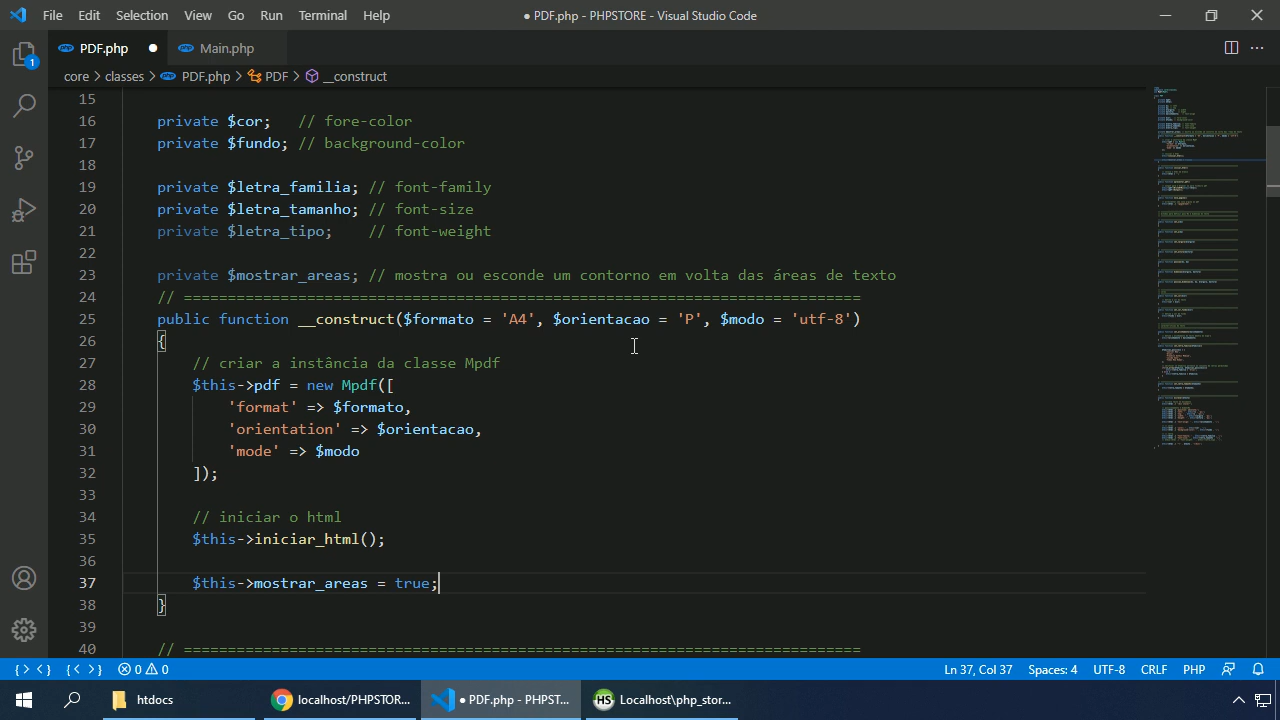 File Edit Selection View Go Run Terminal Help ● PDF.php - PHPSTORE - Visual Studio Code
PDF.php Main.php
core > classes > PDF.php > PDF > __construct
15
16 private $cor; // fore-color
17 private $fundo; // background-color
18
19 private $letra_familia; // font-family
20 private $letra_tamanho; // font-size
21 private $letra_tipo; // font-weight
22
23 private $mostrar_areas; // mostra ou esconde um contorno em volta das áreas de texto
24 // =============================================================================
25 public function __construct($formato = 'A4', $orientacao = 'P', $modo = 'utf-8')
26 {
27 // criar a instância da classe Mpdf
28 $this->pdf = new Mpdf([
29 'format' => $formato,
30 'orientation' => $orientacao,
31 'mode' => $modo
32 ]);
33
34 // iniciar o html
35 $this->iniciar_html();
36
37 $this->mostrar_areas = true;
38 }
39
40 // =============================================================================
0 0 Ln 37, Col 37 Spaces: 4 UTF-8 CRLF PHP
htdocs localhost/PHPSTOR... ● PDF.php - PHPST... Localhost\php_stor...